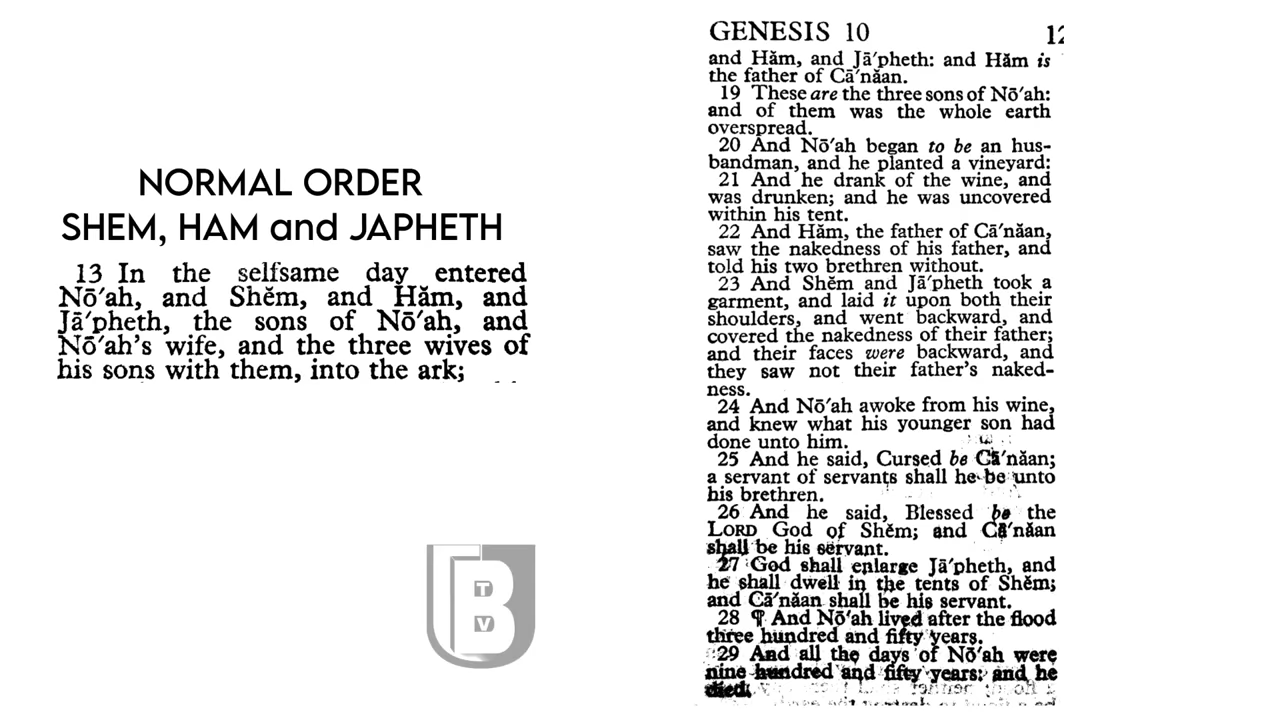 NORMAL ORDER
SHEM, HAM and JAPHETH
13 In the selfsame day entered
Nō′ah, and Shĕm, and Hăm, and
Jā′pheth, the sons of Nō′ah, and
Nō′ah's wife, and the three wives of
his sons with them, into the ark;
B
T
V
GENESIS 10
and Hăm, and Jā′pheth: and Hăm is
the father of Cā′năan.
19 These are the three sons of Nō′ah:
and of them was the whole earth
overspread.
20 And Nō′ah began to be an hus-
bandman, and he planted a vineyard:
21 And he drank of the wine, and
was drunken; and he was uncovered
within his tent.
22 And Hăm, the father of Cā′năan,
saw the nakedness of his father, and
told his two brethren without.
23 And Shĕm and Jā′pheth took a
garment, and laid it upon both their
shoulders, and went backward, and
covered the nakedness of their father;
and their faces were backward, and
they saw not their father's naked-
ness.
24 And Nō′ah awoke from his wine,
and knew what his younger son had
done unto him.
25 And he said, Cursed be Cā′năan;
a servant of servants shall he be unto
his brethren.
26 And he said, Blessed be the
LORD God of Shĕm; and Cā′năan
shall be his servant.
27 God shall enlarge Jā′pheth, and
he shall dwell in the tents of Shĕm;
and Cā′năan shall be his servant.
28 ¶ And Nō′ah lived after the flood
three hundred and fifty years.
29 And all the days of Nō′ah were
nine hundred and fifty years: and he
died.